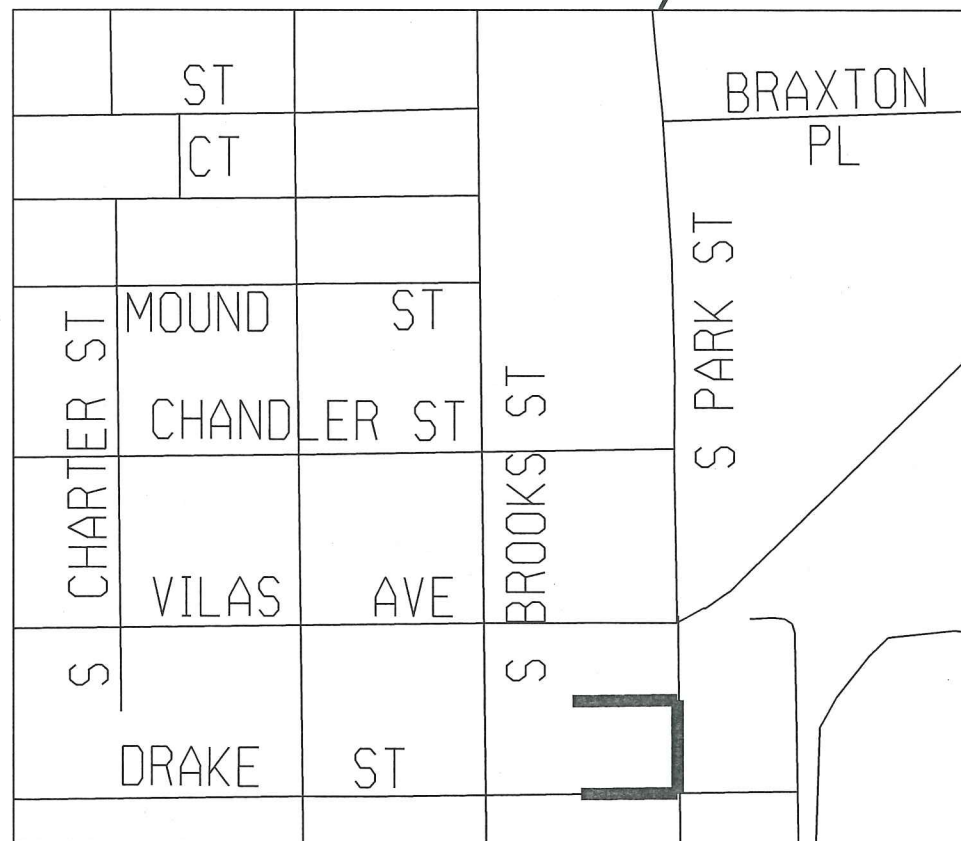 ST
BRAXTON
PL
CT
MOUND ST
CHANDLER ST
S CHARTER ST
S BROOKS ST
S PARK ST
VILAS AVE
DRAKE ST